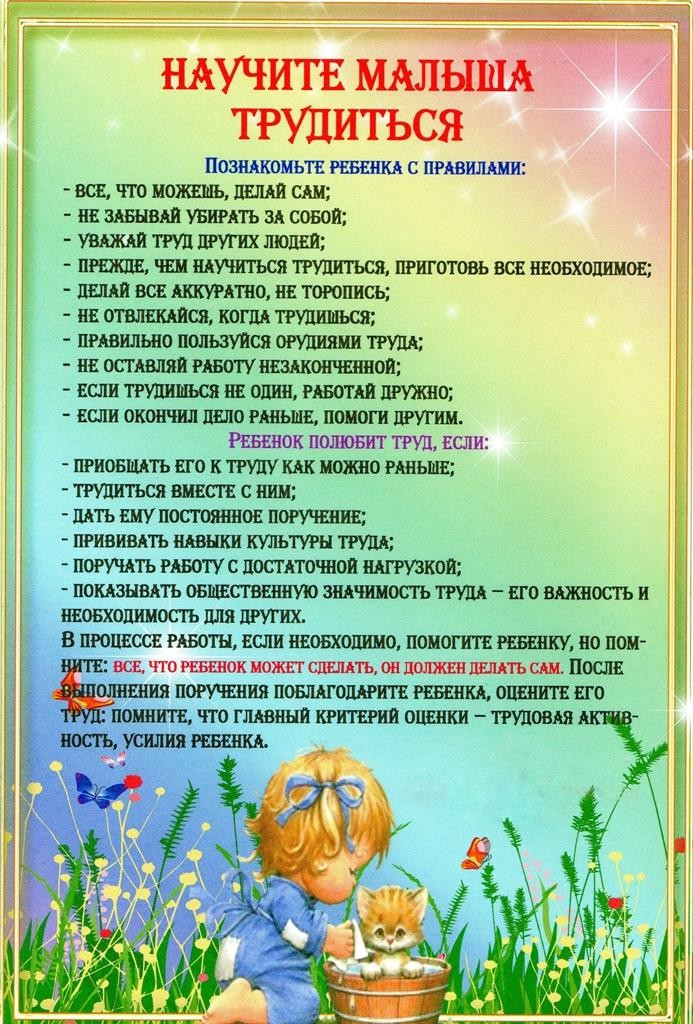 НАУЧИТЕ МАЛЫША
ТРУДИТЬСЯ
ПОЗНАКОМЬТЕ РЕБЕНКА С ПРАВИЛАМИ:
- ВСЕ, ЧТО МОЖЕШЬ, ДЕЛАЙ САМ;
- НЕ ЗАБЫВАЙ УБИРАТЬ ЗА СОБОЙ;
- УВАЖАЙ ТРУД ДРУГИХ ЛЮДЕЙ;
- ПРЕЖДЕ, ЧЕМ НАУЧИТЬСЯ ТРУДИТЬСЯ, ПРИГОТОВЬ ВСЕ НЕОБХОДИМОЕ;
- ДЕЛАЙ ВСЕ АККУРАТНО, НЕ ТОРОПИСЬ;
- НЕ ОТВЛЕКАЙСЯ, КОГДА ТРУДИШЬСЯ;
- ПРАВИЛЬНО ПОЛЬЗУЙСЯ ОРУДИЯМИ ТРУДА;
- НЕ ОСТАВЛЯЙ РАБОТУ НЕЗАКОНЧЕННОЙ;
- ЕСЛИ ТРУДИШЬСЯ НЕ ОДИН, РАБОТАЙ ДРУЖНО;
- ЕСЛИ ОКОНЧИЛ ДЕЛО РАНЬШЕ, ПОМОГИ ДРУГИМ.
РЕБЕНОК ПОЛЮБИТ ТРУД, ЕСЛИ:
- ПРИОБЩАТЬ ЕГО К ТРУДУ КАК МОЖНО РАНЬШЕ;
- ТРУДИТЬСЯ ВМЕСТЕ С НИМ;
- ДАТЬ ЕМУ ПОСТОЯННОЕ ПОРУЧЕНИЕ;
- ПРИВИВАТЬ НАВЫКИ КУЛЬТУРЫ ТРУДА;
- ПОРУЧАТЬ РАБОТУ С ДОСТАТОЧНОЙ НАГРУЗКОЙ;
- ПОКАЗЫВАТЬ ОБЩЕСТВЕННУЮ ЗНАЧИМОСТЬ ТРУДА – ЕГО ВАЖНОСТЬ И
НЕОБХОДИМОСТЬ ДЛЯ ДРУГИХ.
В ПРОЦЕССЕ РАБОТЫ, ЕСЛИ НЕОБХОДИМО, ПОМОГИТЕ РЕБЕНКУ, НО ПОМ-
НИТЕ: ВСЕ, ЧТО РЕБЕНОК МОЖЕТ СДЕЛАТЬ, ОН ДОЛЖЕН ДЕЛАТЬ САМ. ПОСЛЕ
ВЫПОЛНЕНИЯ ПОРУЧЕНИЯ ПОБЛАГОДАРИТЕ РЕБЕНКА, ОЦЕНИТЕ ЕГО
ТРУД: ПОМНИТЕ, ЧТО ГЛАВНЫЙ КРИТЕРИЙ ОЦЕНКИ – ТРУДОВАЯ АКТИВ-
НОСТЬ, УСИЛИЯ РЕБЕНКА.